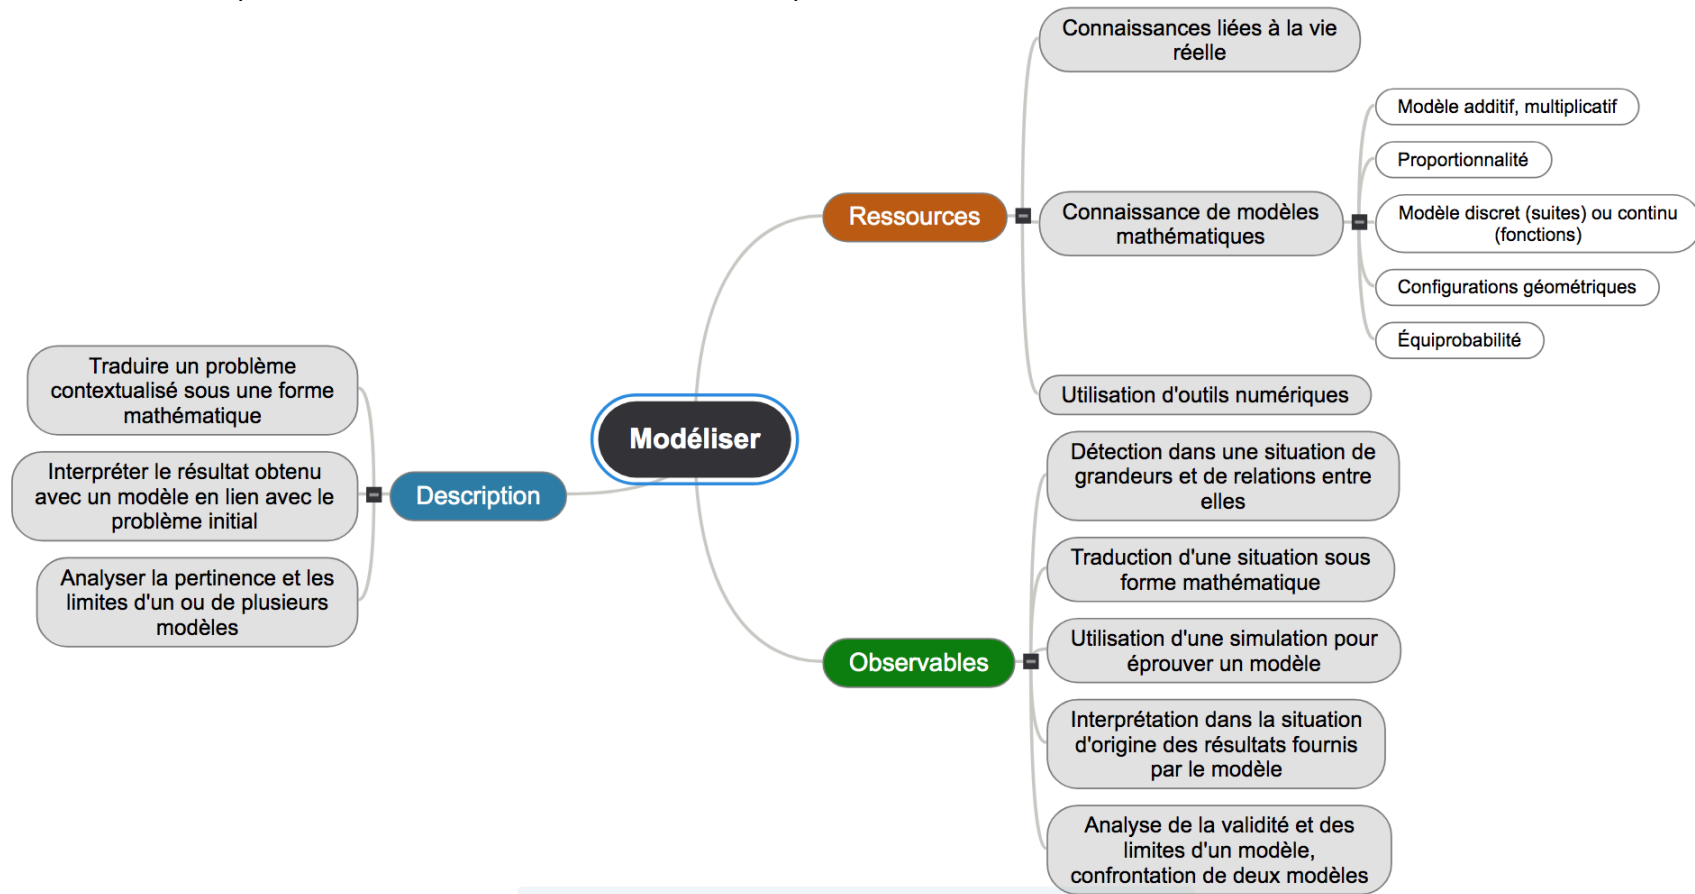 Modéliser
Description
Traduire un problème
contextualisé sous une forme
mathématique
Interpréter le résultat obtenu
avec un modèle en lien avec le
problème initial
Analyser la pertinence et les
limites d'un ou de plusieurs
modèles
Ressources
Connaissances liées à la vie
réelle
Connaissance de modèles
mathématiques
Modèle additif, multiplicatif
Proportionnalité
Modèle discret (suites) ou continu
(fonctions)
Configurations géométriques
Équiprobabilité
Utilisation d'outils numériques
Observables
Détection dans une situation de
grandeurs et de relations entre
elles
Traduction d'une situation sous
forme mathématique
Utilisation d'une simulation pour
éprouver un modèle
Interprétation dans la situation
d'origine des résultats fournis
par le modèle
Analyse de la validité et des
limites d'un modèle,
confrontation de deux modèles